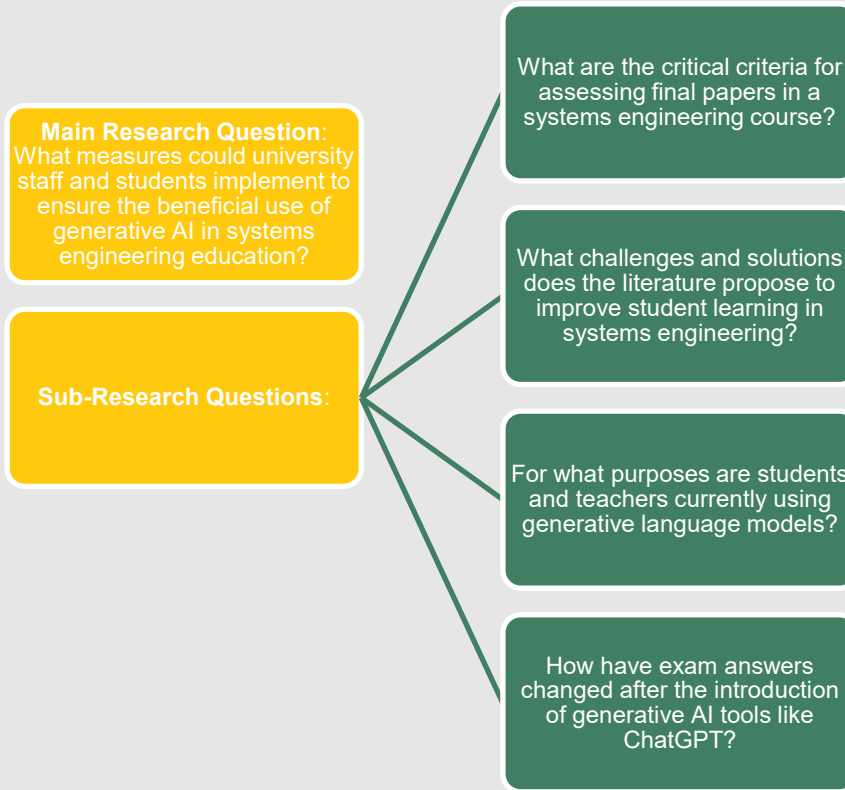 Main Research Question:
What measures could university
staff and students implement to
ensure the beneficial use of
generative AI in systems
engineering education?
Sub-Research Questions:
What are the critical criteria for
assessing final papers in a
systems engineering course?
What challenges and solutions
does the literature propose to
improve student learning in
systems engineering?
For what purposes are students
and teachers currently using
generative language models?
How have exam answers
changed after the introduction
of generative AI tools like
ChatGPT?